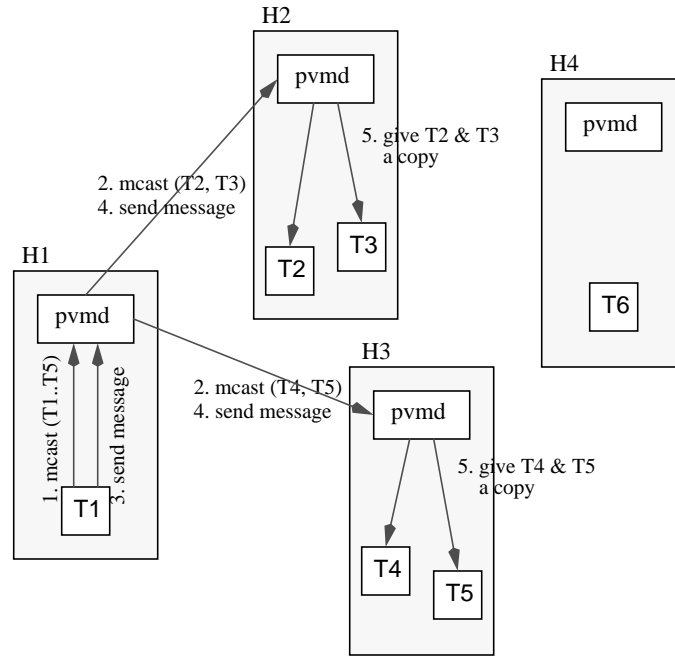 H2
pvmd
5. give T2 & T3
a copy
2. mcast (T2, T3)
4. send message
T2
T3
H4
pvmd
T6
H1
pvmd
1. mcast (T1..T5)
3. send message
T1
H3
2. mcast (T4, T5)
4. send message
pvmd
5. give T4 & T5
a copy
T4
T5